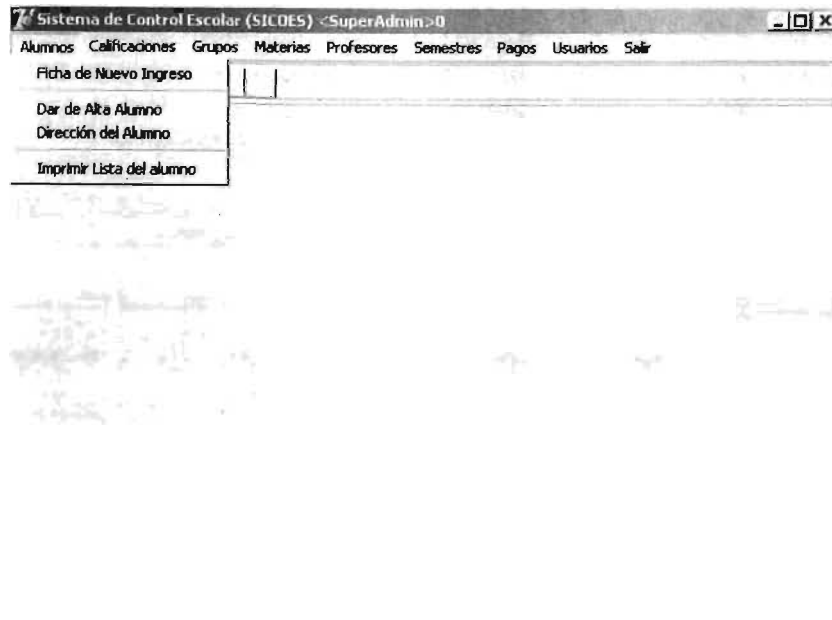 Sistema de Control Escolar (SICOES) <SuperAdmin>0
Alumnos Calificaciones Grupos Materias Profesores Semestres Pagos Usuarios Salir
Ficha de Nuevo Ingreso
Dar de Alta Alumno
Dirección del Alumno
Imprimir Lista del alumno